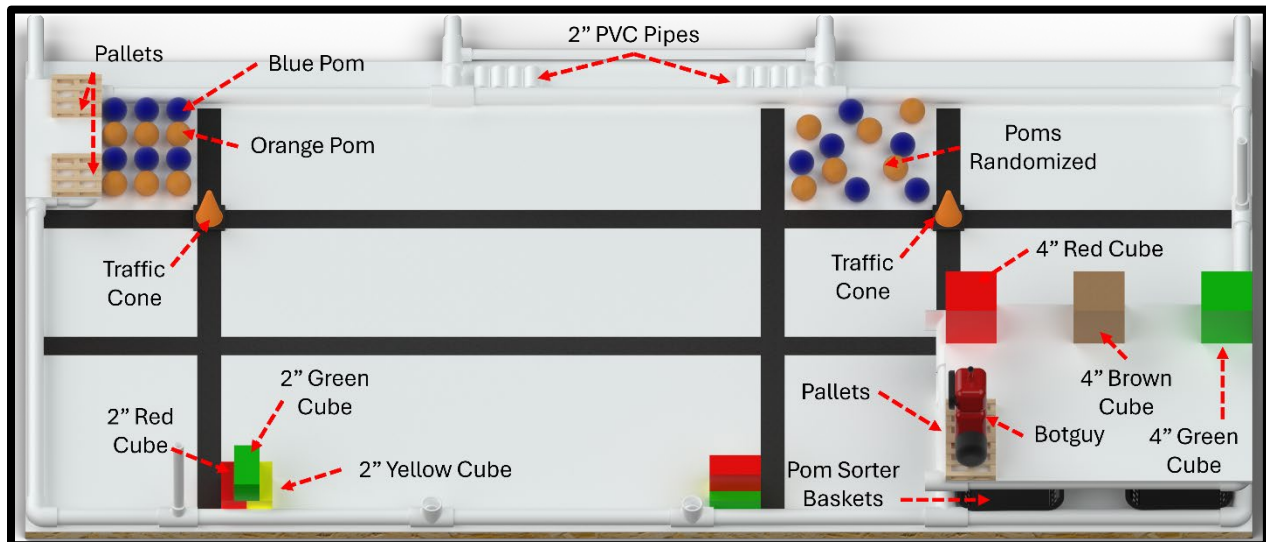 Pallets
Blue Pom
2” PVC Pipes
Orange Pom
Poms
Randomized
Traffic
Cone
Traffic
Cone
4” Red Cube
2” Green
Cube
2” Red
Cube
2” Yellow Cube
Pallets
4” Brown
Cube
Botguy
4” Green
Cube
Pom Sorter
Baskets